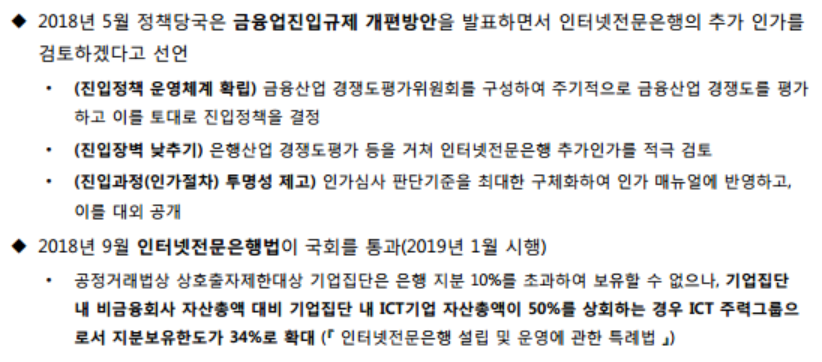 ◆ 2018년 5월 정책당국은 금융업진입규제 개편방안을 발표하면서 인터넷전문은행의 추가 인가를
검토하겠다고 선언
• (진입정책 운영체계 확립) 금융산업 경쟁도평가위원회를 구성하여 주기적으로 금융산업 경쟁도를 평가
하고 이를 토대로 진입정책을 결정
• (진입장벽 낮추기) 은행산업 경쟁도평가 등을 거쳐 인터넷전문은행 추가인가를 적극 검토
• (진입과정(인가절차) 투명성 제고) 인가심사 판단기준을 최대한 구체화하여 인가 매뉴얼에 반영하고,
이를 대외 공개
◆ 2018년 9월 인터넷전문은행법이 국회를 통과(2019년 1월 시행)
• 공정거래법상 상호출자제한대상 기업집단은 은행 지분 10%를 초과하여 보유할 수 없으나, 기업집단
내 비금융회사 자산총액 대비 기업집단 내 ICT기업 자산총액이 50%를 상회하는 경우 ICT 주력그룹으
로서 지분보유한도가 34%로 확대 (『 인터넷전문은행 설립 및 운영에 관한 특례법 』)